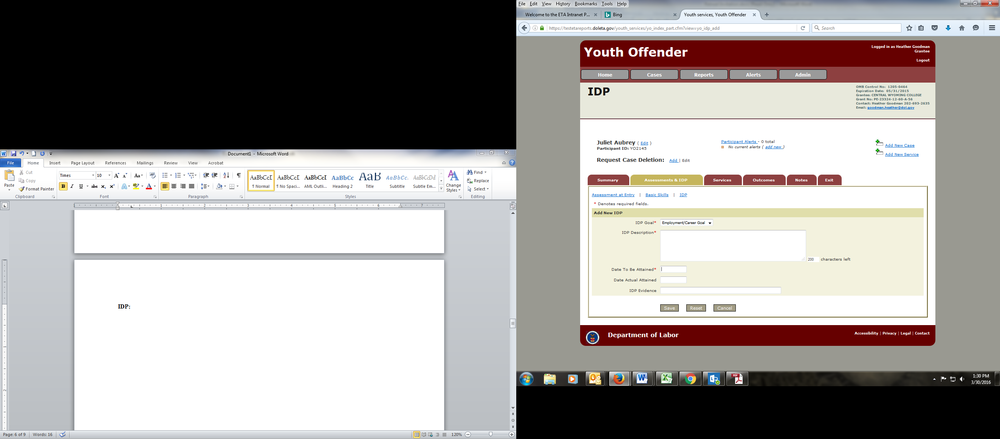 Document1 - Microsoft Word
File Home Insert Page Layout References Mailings Review View Acrobat
Paste
Cut
Copy
Format Painter
Clipboard
Times 10
Font
Paragraph
AaBbCcI AaBbCcI AaBbCcI AaBbCc AaB AaBbCc. AaBbCcDd
¶ Normal ¶ No Spaci... AML Outli... Heading 2 Title Subtitle Subtle Em...
Change
Styles
Styles
Find
Replace
Select
Editing
1 1 2 3 4 5 6 7
IDP:
1
2
Page: 6 of 9 Words: 16 120%
File Edit View History Bookmarks Tools Help
Welcome to the ETA Intranet P... Bing Youth services, Youth Offender
https://testetareports.doleta.gov/youth_services/yo_index_part.cfm?view=yo_idp_add Search
Youth Offender
Logged in as Heather Goodman
Grantee
Logout
Home Cases Reports Alerts Admin
IDP
OMB Control No: 1205-0464
Expiration Date: 05/31/2015
Grantee: CENTRAL WYOMING COLLEGE
Grant No: PE-23324-12-60-A-56
Contact: Heather Goodman 202-693-2635
Email: goodman.heather@dol.gov
Juliet Aubrey ( Edit )
Participant ID: YO2145
Request Case Deletion: Add | Edit
Participant Alerts - 0 total
No current alerts ( add new )
Add New Case
Add New Service
Summary Assessments & IDP Services Outcomes Notes Exit
Assessment at Entry | Basic Skills | IDP
* Denotes required fields.
Add New IDP
IDP Goal* Employment/Career Goal
IDP Description*
200 characters left
Date To Be Attained*
Date Actual Attained
IDP Evidence
Save Reset Cancel
Department of Labor
Accessibility | Privacy | Legal | Contact
1:30 PM
3/30/2016